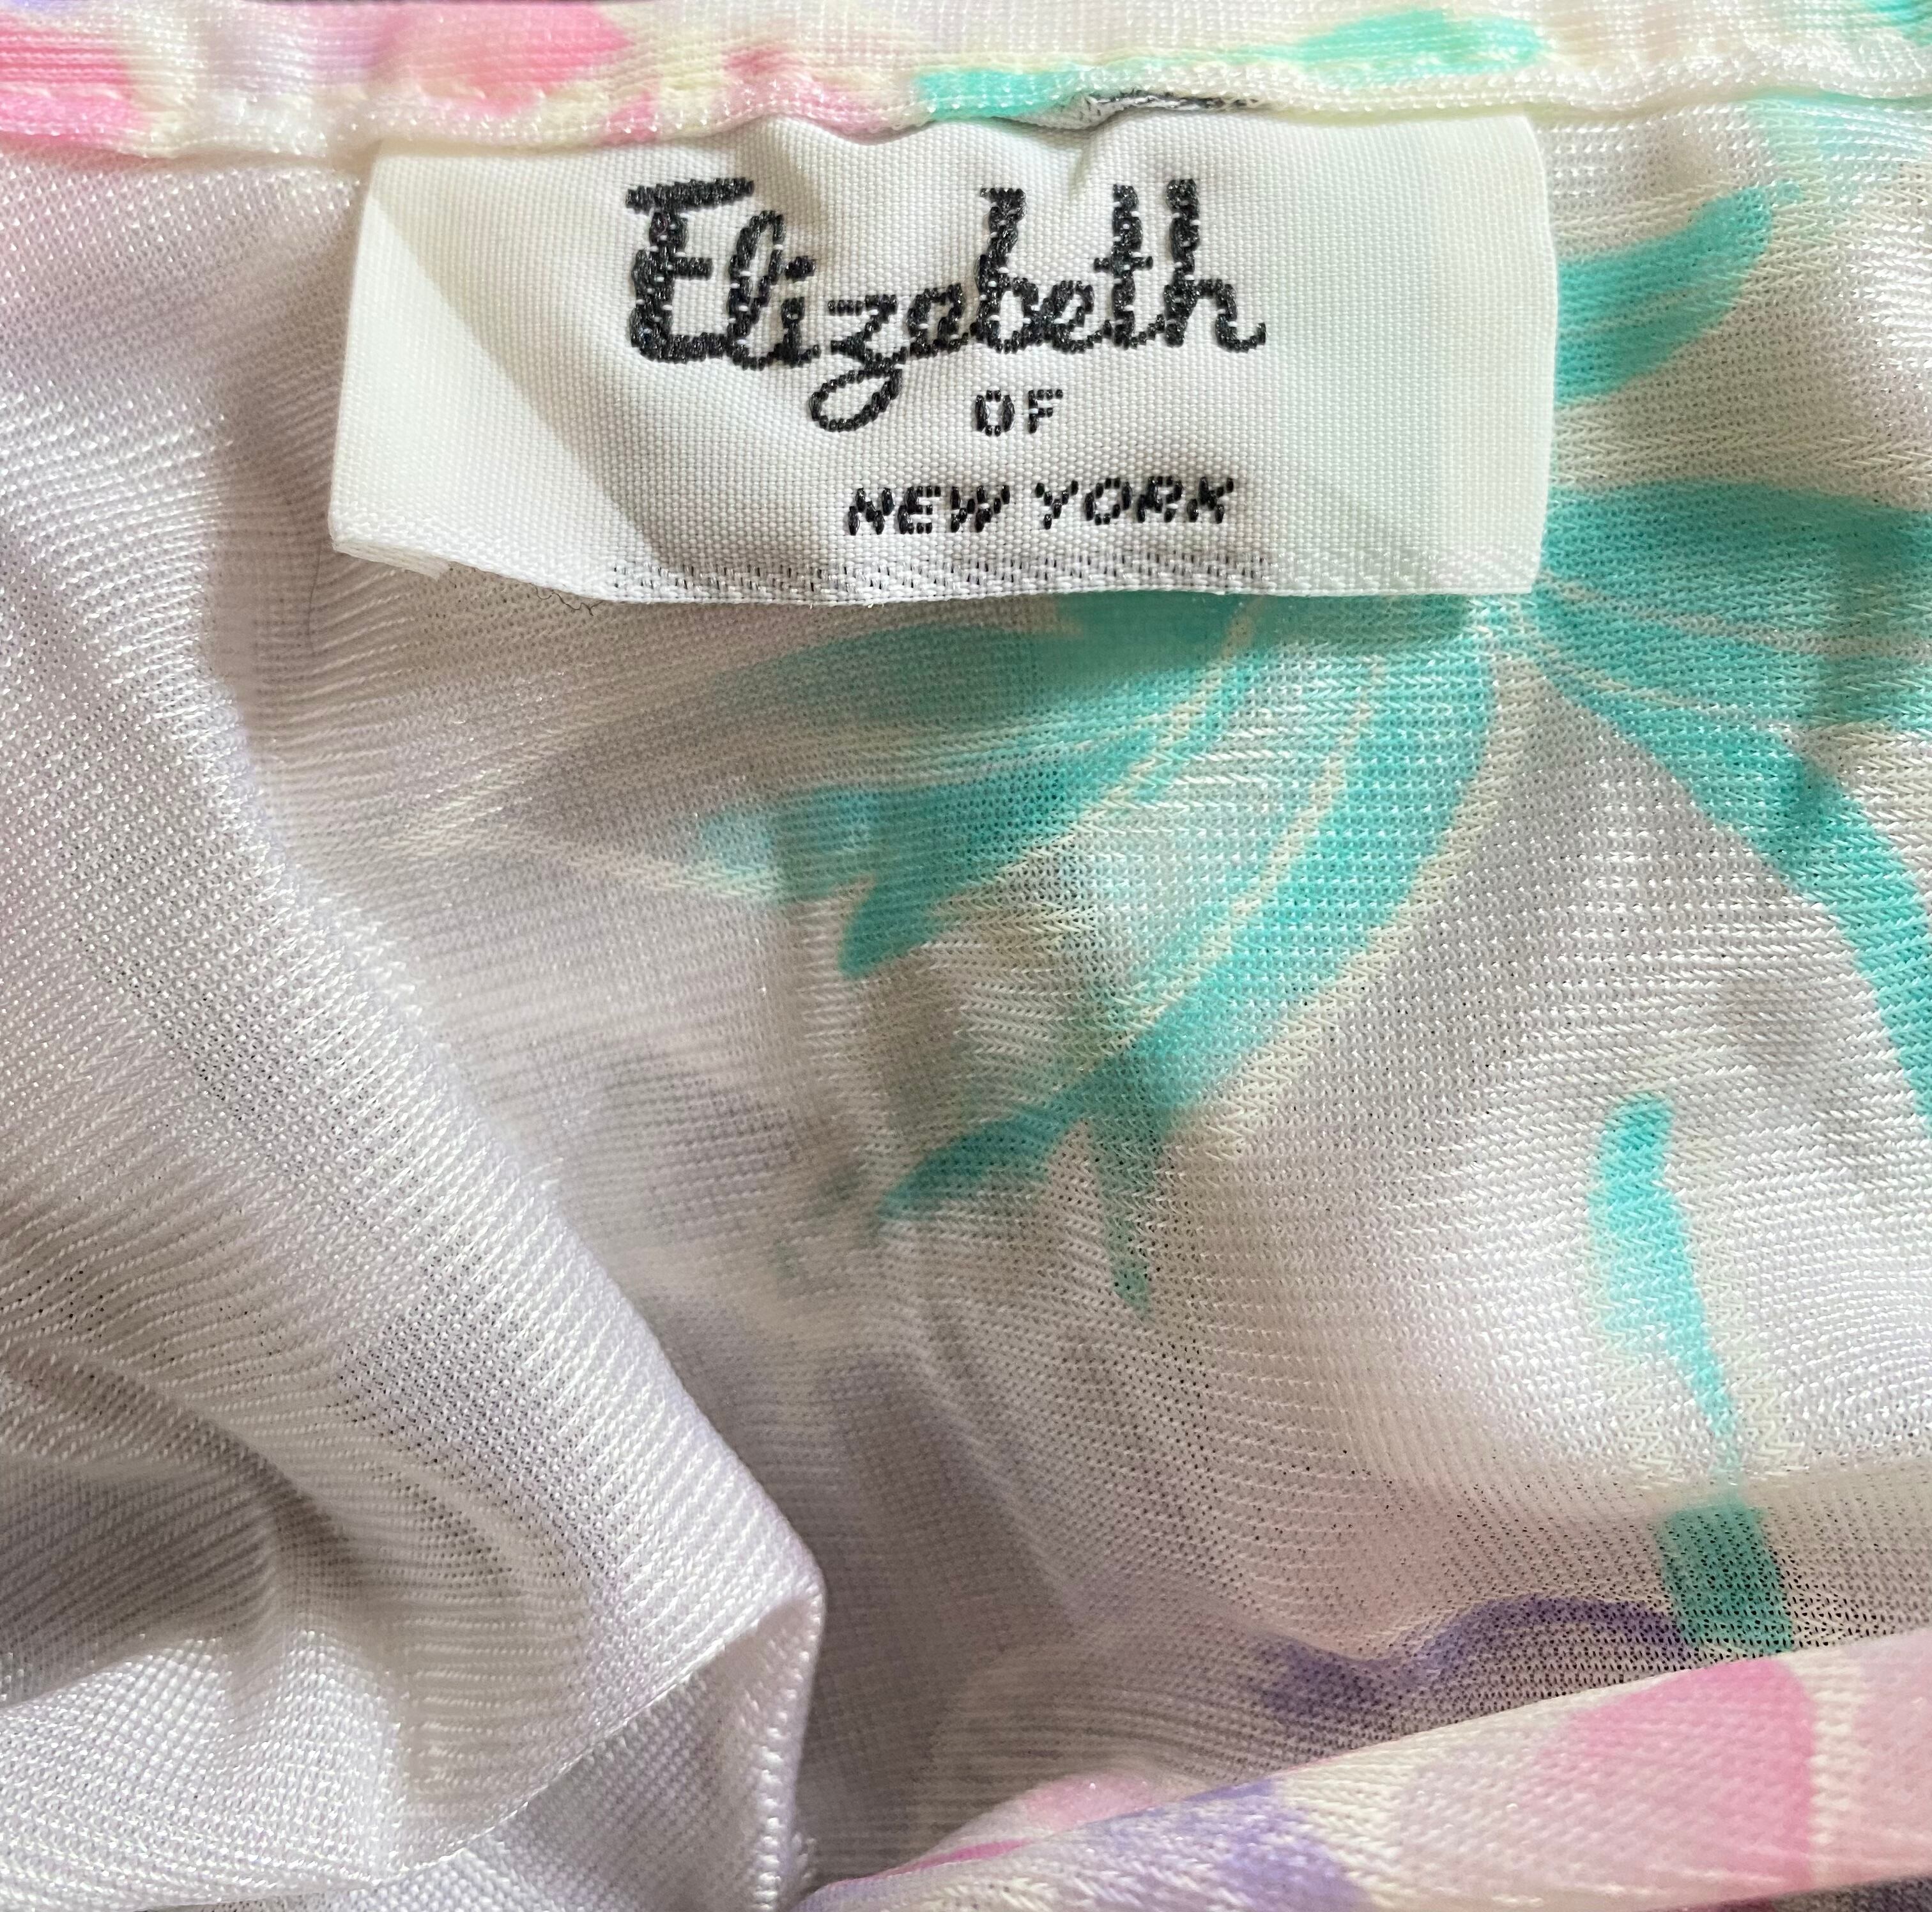 Elizabeth
OF
NEW YORK